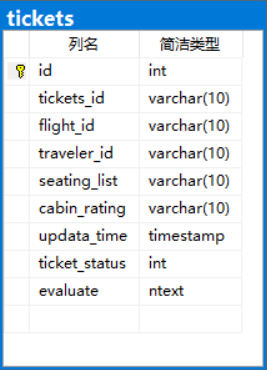 tickets
列名 简洁类型
id int
tickets_id varchar(10)
flight_id varchar(10)
traveler_id varchar(10)
seating_list varchar(10)
cabin_rating varchar(10)
updata_time timestamp
ticket_status int
evaluate ntext